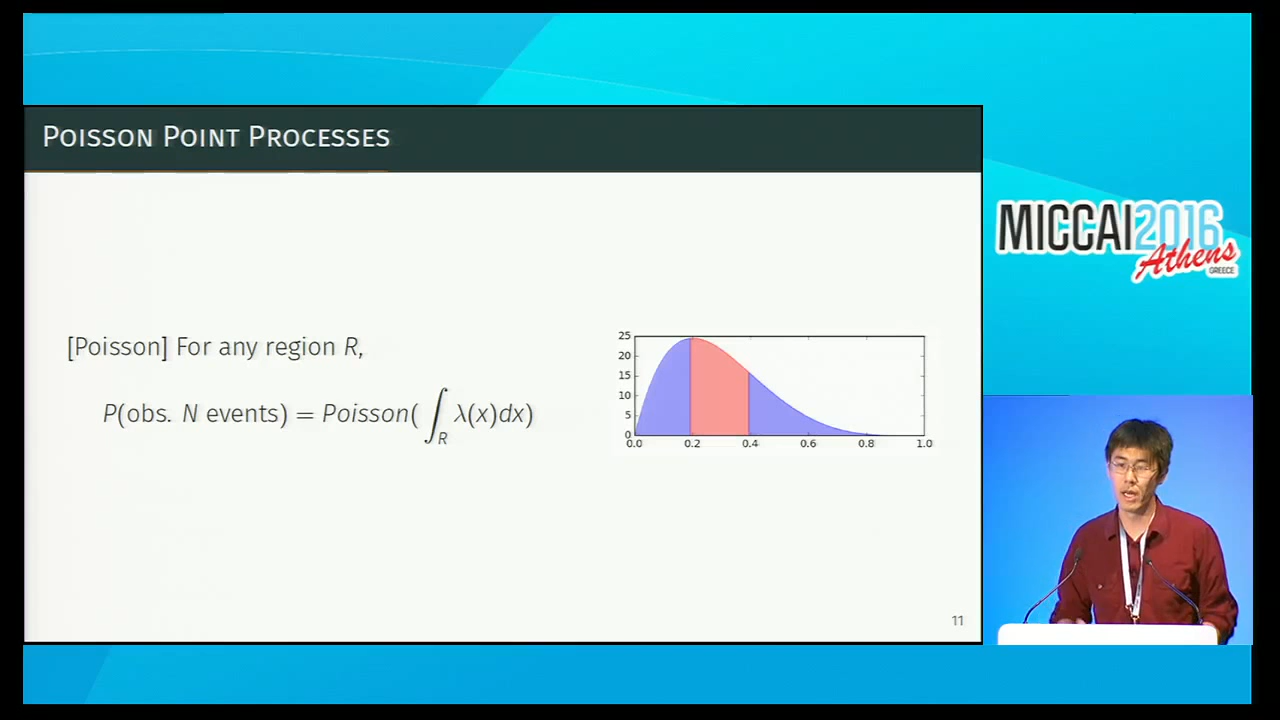 POISSON POINT PROCESSES
MICCAI2016
Athens
GREECE
[Poisson] For any region R,
P(obs. N events) = Poisson(∫_R λ(x)dx)
25
20
15
10
5
0
0.0 0.2 0.4 0.6 0.8 1.0
11